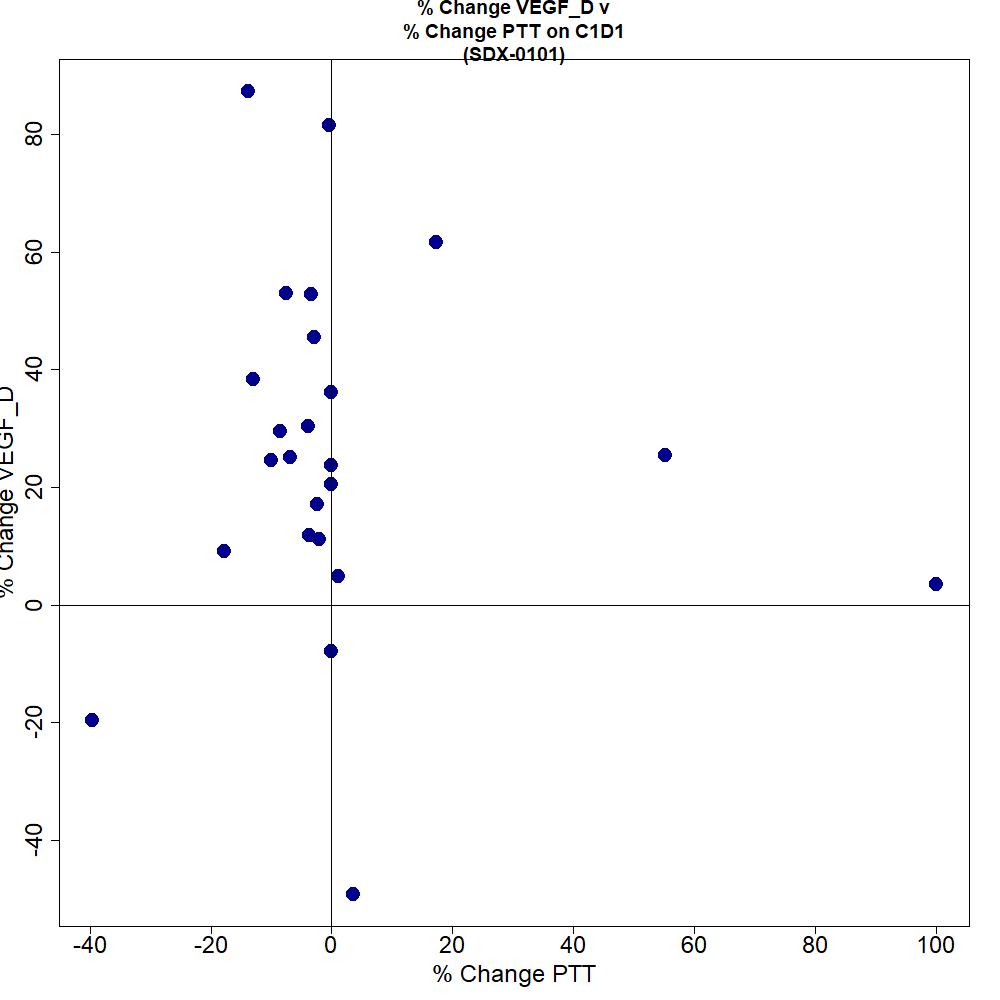 % Change VEGF_D v
% Change PTT on C1D1
(SDX-0101)
% Change VEGF_D
80
60
40
20
0
-20
-40
-40 -20 0 20 40 60 80 100
% Change PTT